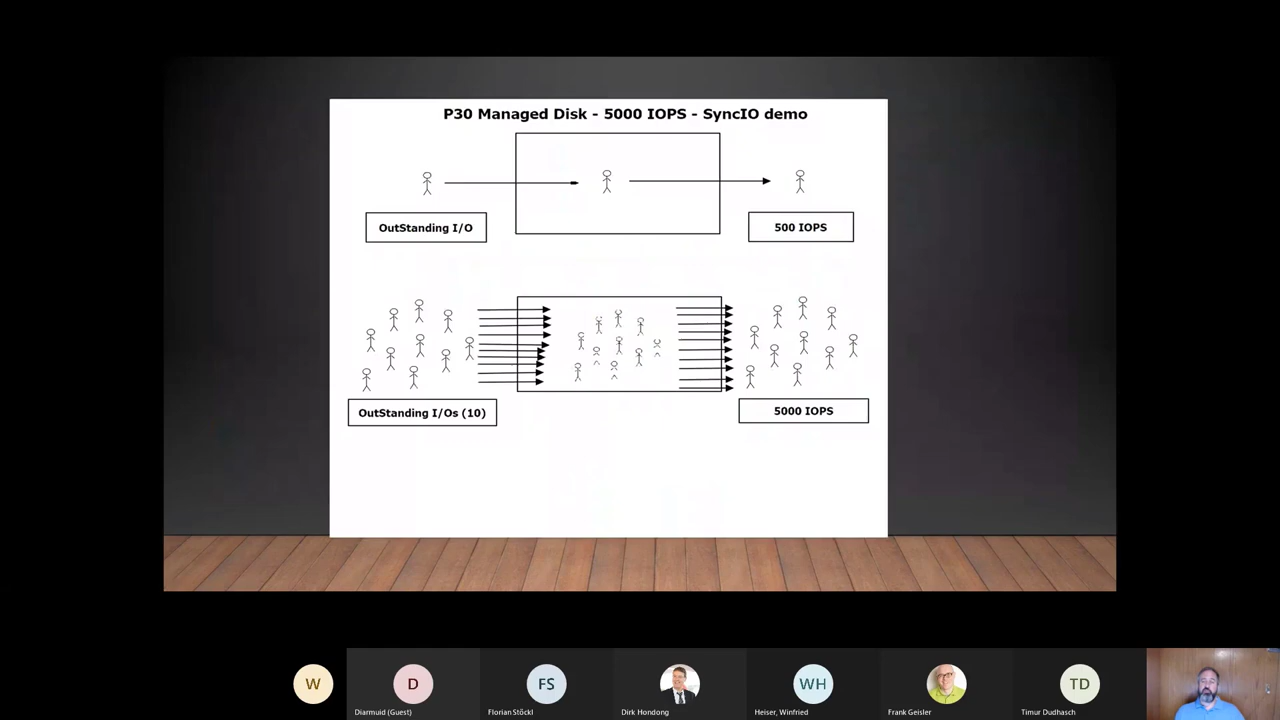 P30 Managed Disk - 5000 IOPS - SyncIO demo
OutStanding I/O
500 IOPS
OutStanding I/Os (10)
5000 IOPS
W
D
FS
WH
TD
Diarmuid (Guest)
Florian Stöckl
Dirk Hondong
Heiser, Winfried
Frank Geisler
Timur Dudhasch